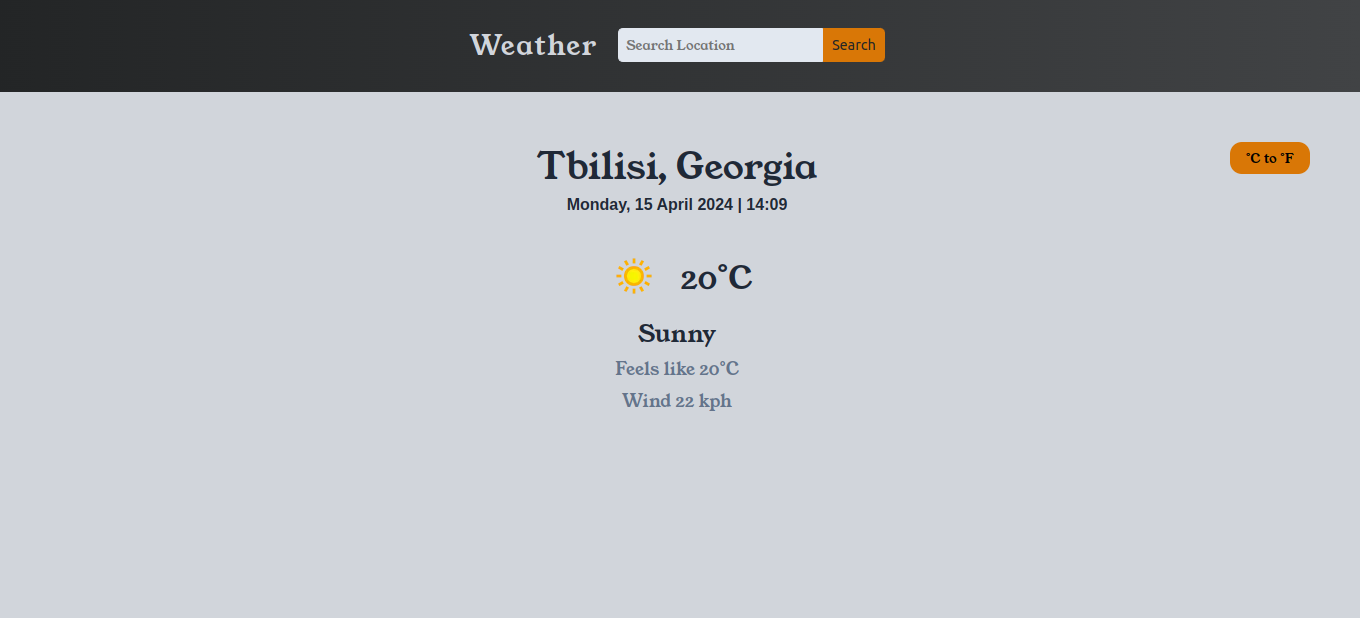 Weather
Search Location
Search
Tbilisi, Georgia
°C to °F
Monday, 15 April 2024 | 14:09
20°C
Sunny
Feels like 20°C
Wind 22 kph